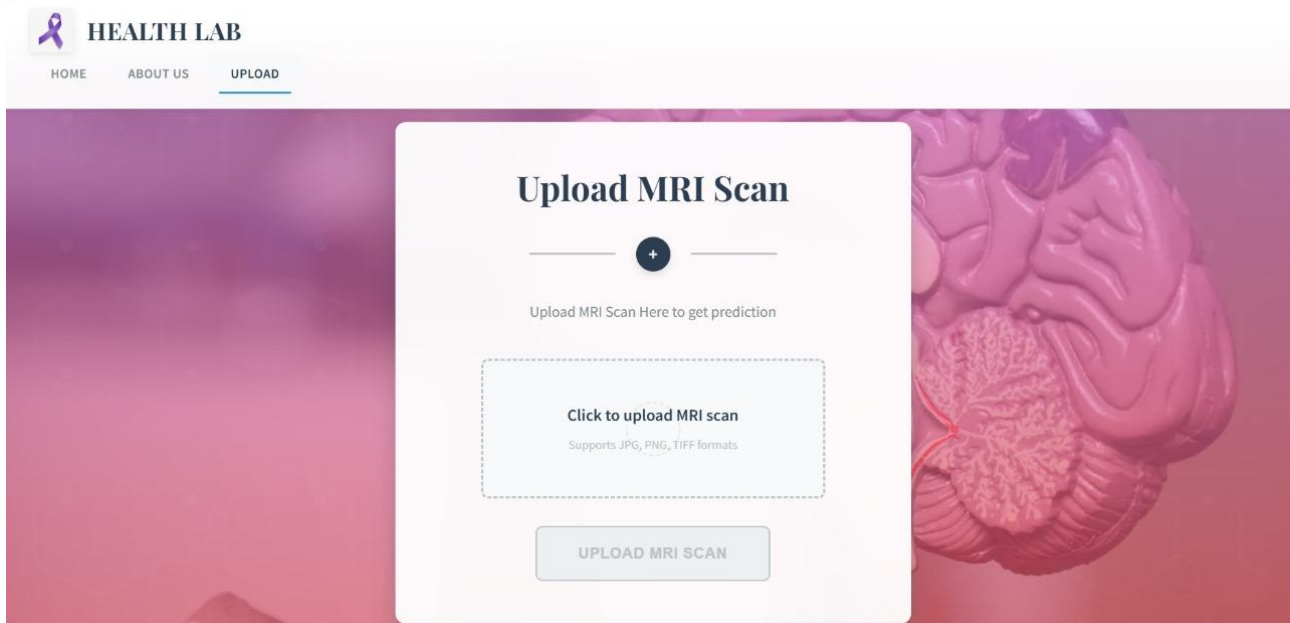 HEALTH LAB
HOME ABOUT US UPLOAD
Upload MRI Scan
+
Upload MRI Scan Here to get prediction
Click to upload MRI scan
Supports JPG, PNG, TIFF formats
UPLOAD MRI SCAN